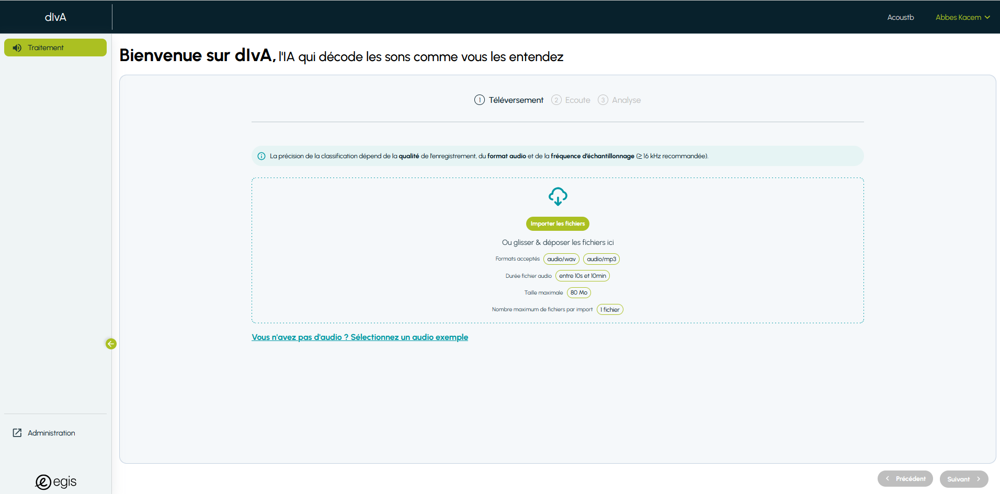 dIvA
Acoustb
Abbes Kacem
Traitement
Bienvenue sur dIvA, l'IA qui décode les sons comme vous les entendez
1 Téléversement 2 Ecoute 3 Analyse
La précision de la classification dépend de la qualité de l'enregistrement, du format audio et de la fréquence d'échantillonnage (≥ 16 kHz recommandée).
Importer les fichiers
Ou glisser & déposer les fichiers ici
Formats acceptés audio/wav audio/mp3
Durée fichier audio entre 10s et 10min
Taille maximale 80 Mo
Nombre maximum de fichiers par import 1 fichier
Vous n'avez pas d'audio ? Sélectionnez un audio exemple
Administration
egis
Précédent
Suivant